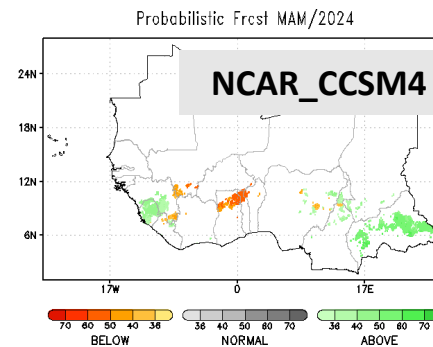 Probabilistic Frcst MAM/2024
NCAR_CCSM4
24N
18N
12N
6N
17W 0 17E
70 60 50 40 36 36 40 50 60 70 36 40 50 60 70
BELOW NORMAL ABOVE